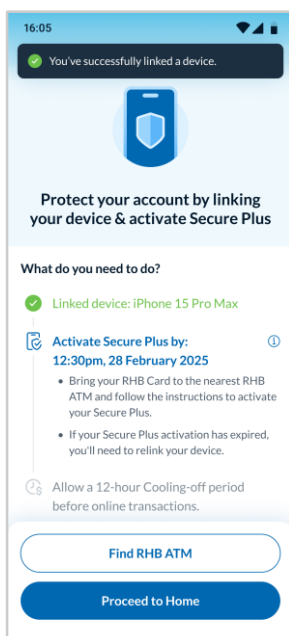 16:05
You've successfully linked a device.
Protect your account by linking
your device & activate Secure Plus
What do you need to do?
Linked device: iPhone 15 Pro Max
Activate Secure Plus by:
12:30pm, 28 February 2025
• Bring your RHB Card to the nearest RHB
ATM and follow the instructions to activate
your Secure Plus.
• If your Secure Plus activation has expired,
you'll need to relink your device.
Allow a 12-hour Cooling-off period
before online transactions.
Find RHB ATM
Proceed to Home